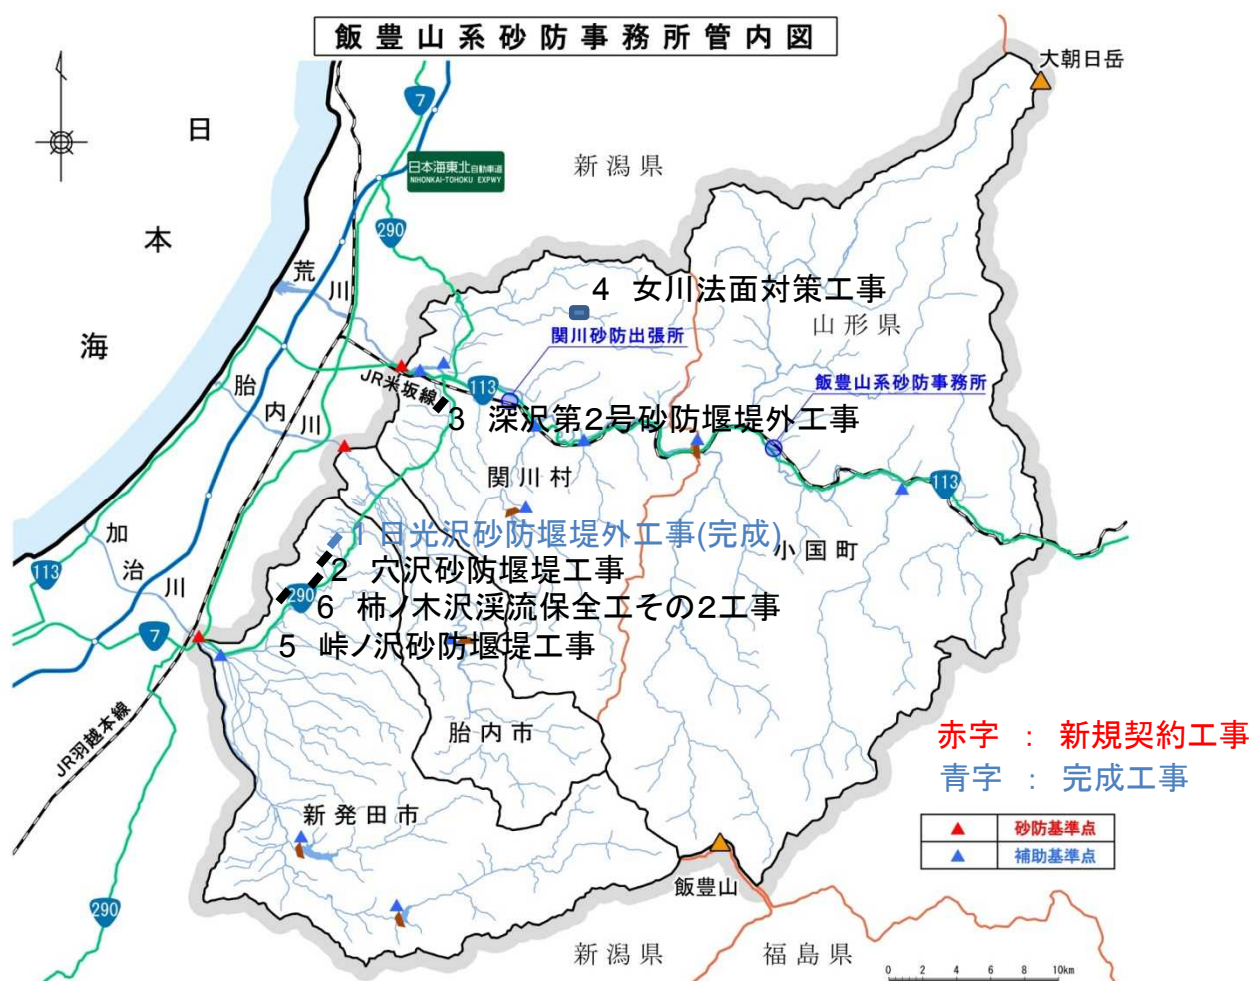 飯豊山系砂防事務所管内図
大朝日岳
7
日
日本海東北自動車道
NIHONKAI-TOHOKU EXPWY
新潟県
290
本
荒
川
4 女川法面対策工事
山形県
海
関川砂防出張所
胎
内
川
JR米坂線
113
飯豊山系砂防事務所
3 深沢第2号砂防堰堤外工事
関川村
113
加
治
川
1 日光沢砂防堰堤外工事(完成)
小国町
113
2 穴沢砂防堰堤工事
290
6 柿ノ木沢渓流保全工その2工事
7
5 峠ノ沢砂防堰堤工事
JR羽越本線
胎内市
赤字 : 新規契約工事
青字 : 完成工事
新発田市
砂防基準点
補助基準点
飯豊山
290
新潟県
福島県
0 2 4 6 8 10km